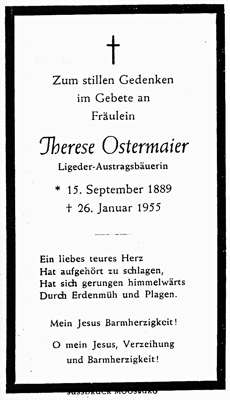 Zum stillen Gedenken
im Gebete an
Fräulein
Therese Ostermaier
Ligeder-Austragsbäuerin
* 15. September 1889
† 26. Januar 1955
Ein liebes teures Herz
Hat aufgehört zu schlagen,
Hat sich gerungen himmelwärts
Durch Erdenmüh und Plagen.
Mein Jesus Barmherzigkeit!
O mein Jesus, Verzeihung
und Barmherzigkeit!